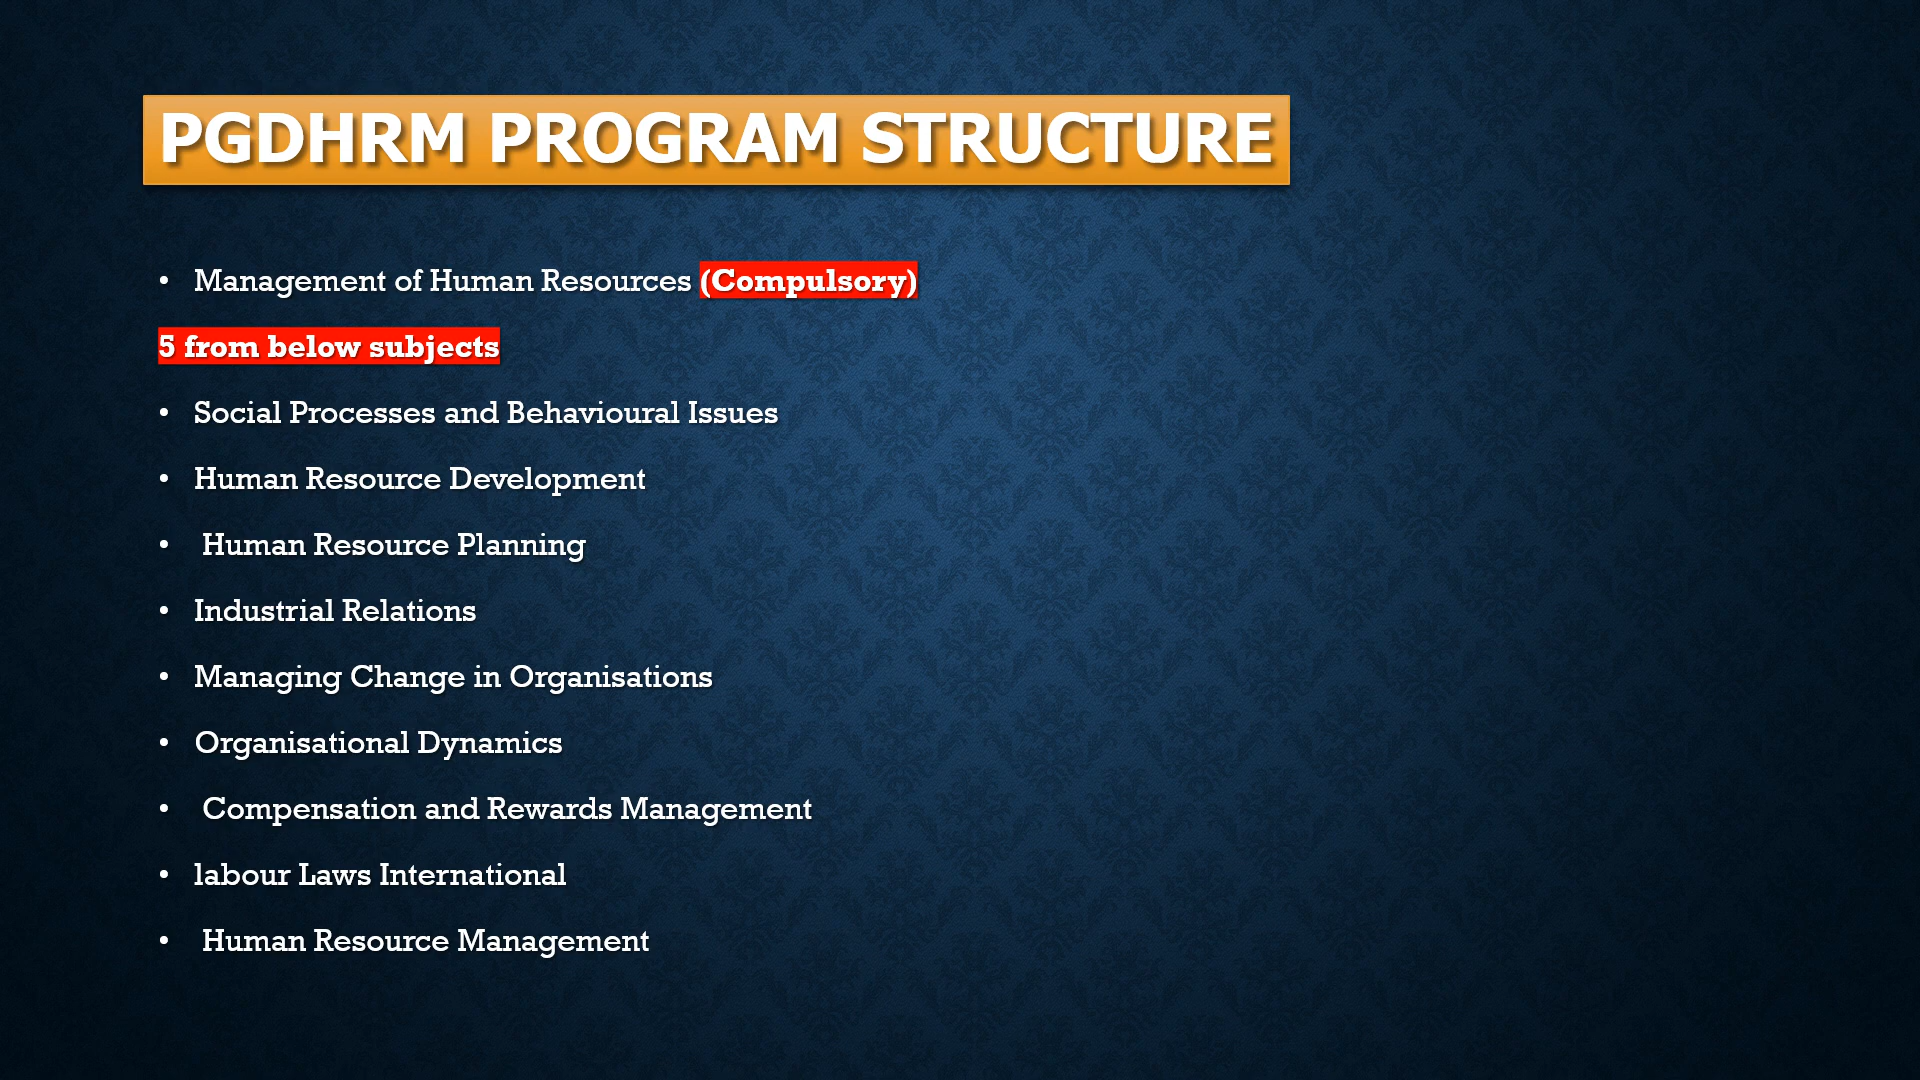 PGDHRM PROGRAM STRUCTURE
• Management of Human Resources (Compulsory)
5 from below subjects
• Social Processes and Behavioural Issues
• Human Resource Development
• Human Resource Planning
• Industrial Relations
• Managing Change in Organisations
• Organisational Dynamics
• Compensation and Rewards Management
• labour Laws International
• Human Resource Management